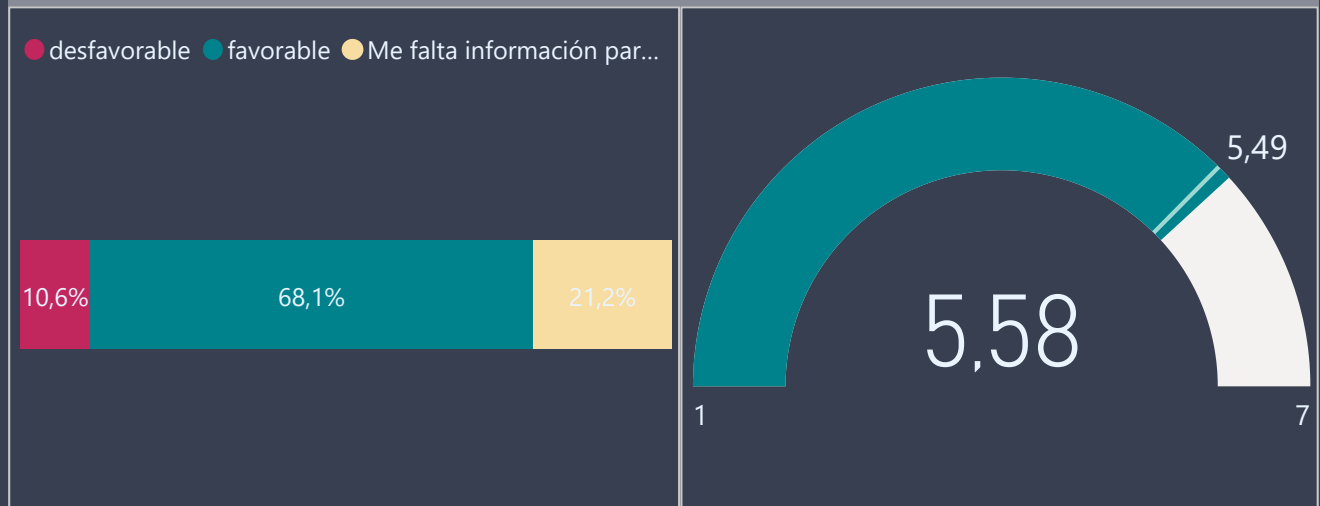 desfavorable favorable Me falta información par...
10,6% 68,1% 21,2%
5,49
5,58
1 7